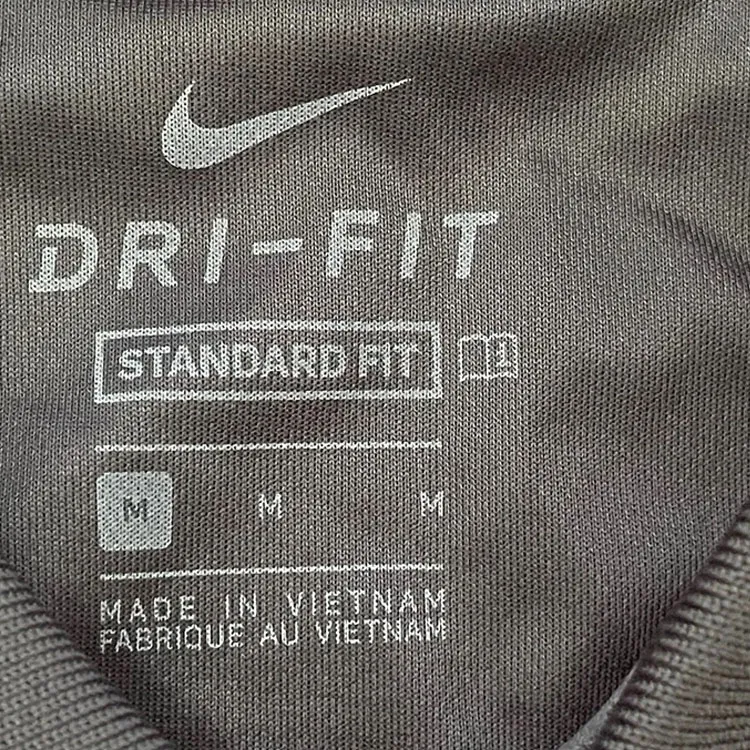 DRI-FIT
STANDARD FIT
M M M
MADE IN VIETNAM
FABRIQUE AU VIETNAM